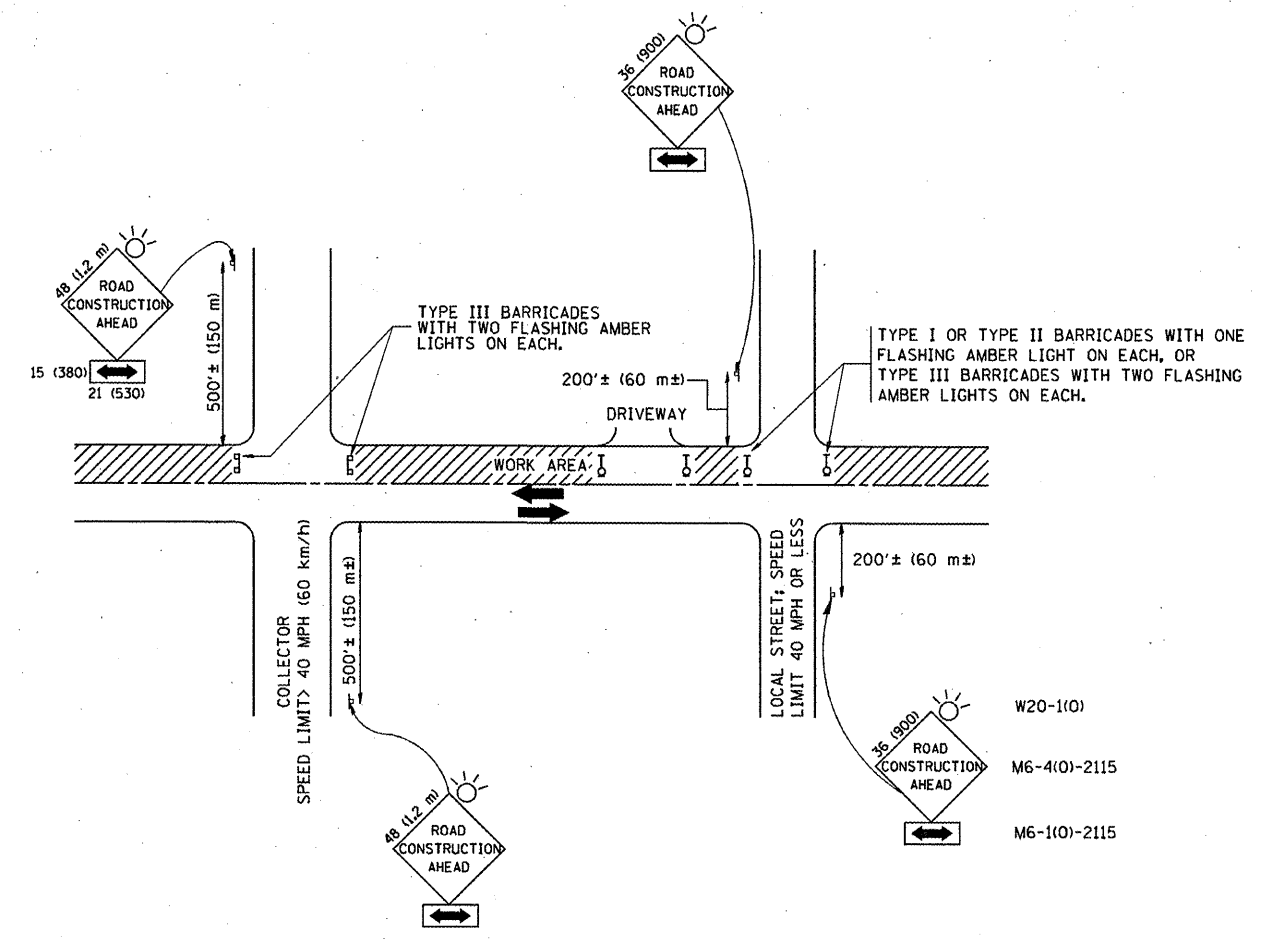 36 (900)
ROAD
CONSTRUCTION
AHEAD
48 (1.2 m)
ROAD
CONSTRUCTION
AHEAD
15 (380)
21 (530)
500'± (150 m)
TYPE III BARRICADES
WITH TWO FLASHING AMBER
LIGHTS ON EACH.
200'± (60 m±)
DRIVEWAY
TYPE I OR TYPE II BARRICADES WITH ONE
FLASHING AMBER LIGHT ON EACH, OR
TYPE III BARRICADES WITH TWO FLASHING
AMBER LIGHTS ON EACH.
WORK AREA
COLLECTOR
SPEED LIMIT> 40 MPH (60 km/h)
500'± (150 m±)
LOCAL STREET; SPEED
LIMIT 40 MPH OR LESS
200'± (60 m±)
48 (1.2 m)
ROAD
CONSTRUCTION
AHEAD
36 (900)
ROAD
CONSTRUCTION
AHEAD
W20-1(O)
M6-4(O)-2115
M6-1(O)-2115